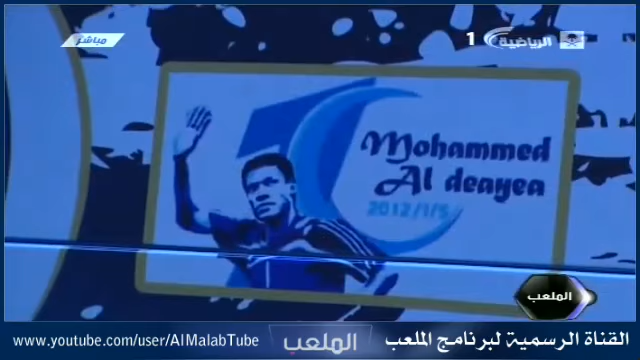 مباشر
الرياضية 1
Mohammed
Al deayea
2012/1/5
الملعب
www.youtube.com/user/AlMalabTube
الملعب
القناة الرسمية لبرنامج الملعب